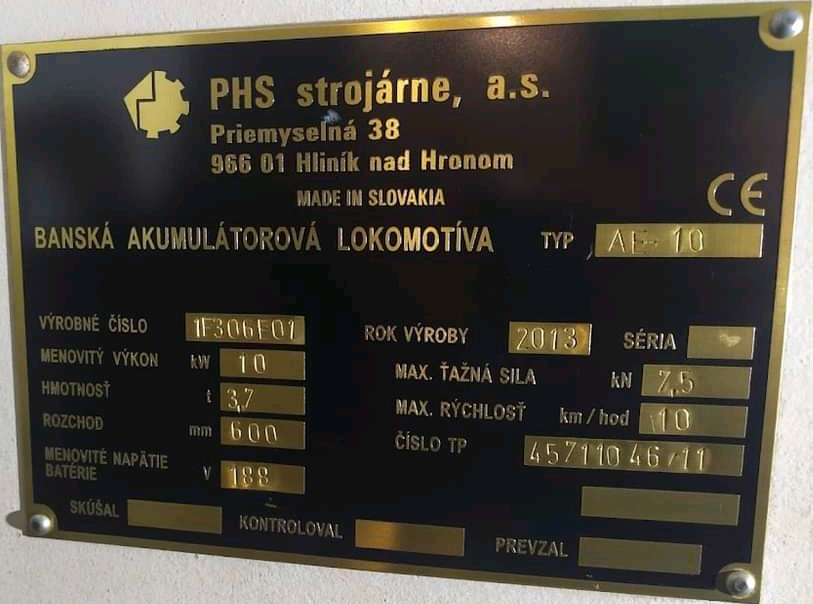 PHS strojárne, a.s.
Priemyselná 38
966 01 Hliník nad Hronom
MADE IN SLOVAKIA
CE
BANSKÁ AKUMULÁTOROVÁ LOKOMOTÍVA TYP AE-10
VÝROBNÉ ČÍSLO 1F306E01 ROK VÝROBY 2013 SÉRIA
MENOVITÝ VÝKON kW 10 MAX. ŤAŽNÁ SILA kN 7,5
HMOTNOSŤ t 3,7 MAX. RÝCHLOSŤ km/hod 10
ROZCHOD mm 600 ČÍSLO TP 45711046/11
MENOVITÉ NAPÄTIE
BATÉRIE V 188
SKÚŠAL KONTROLOVAL PREVZAL